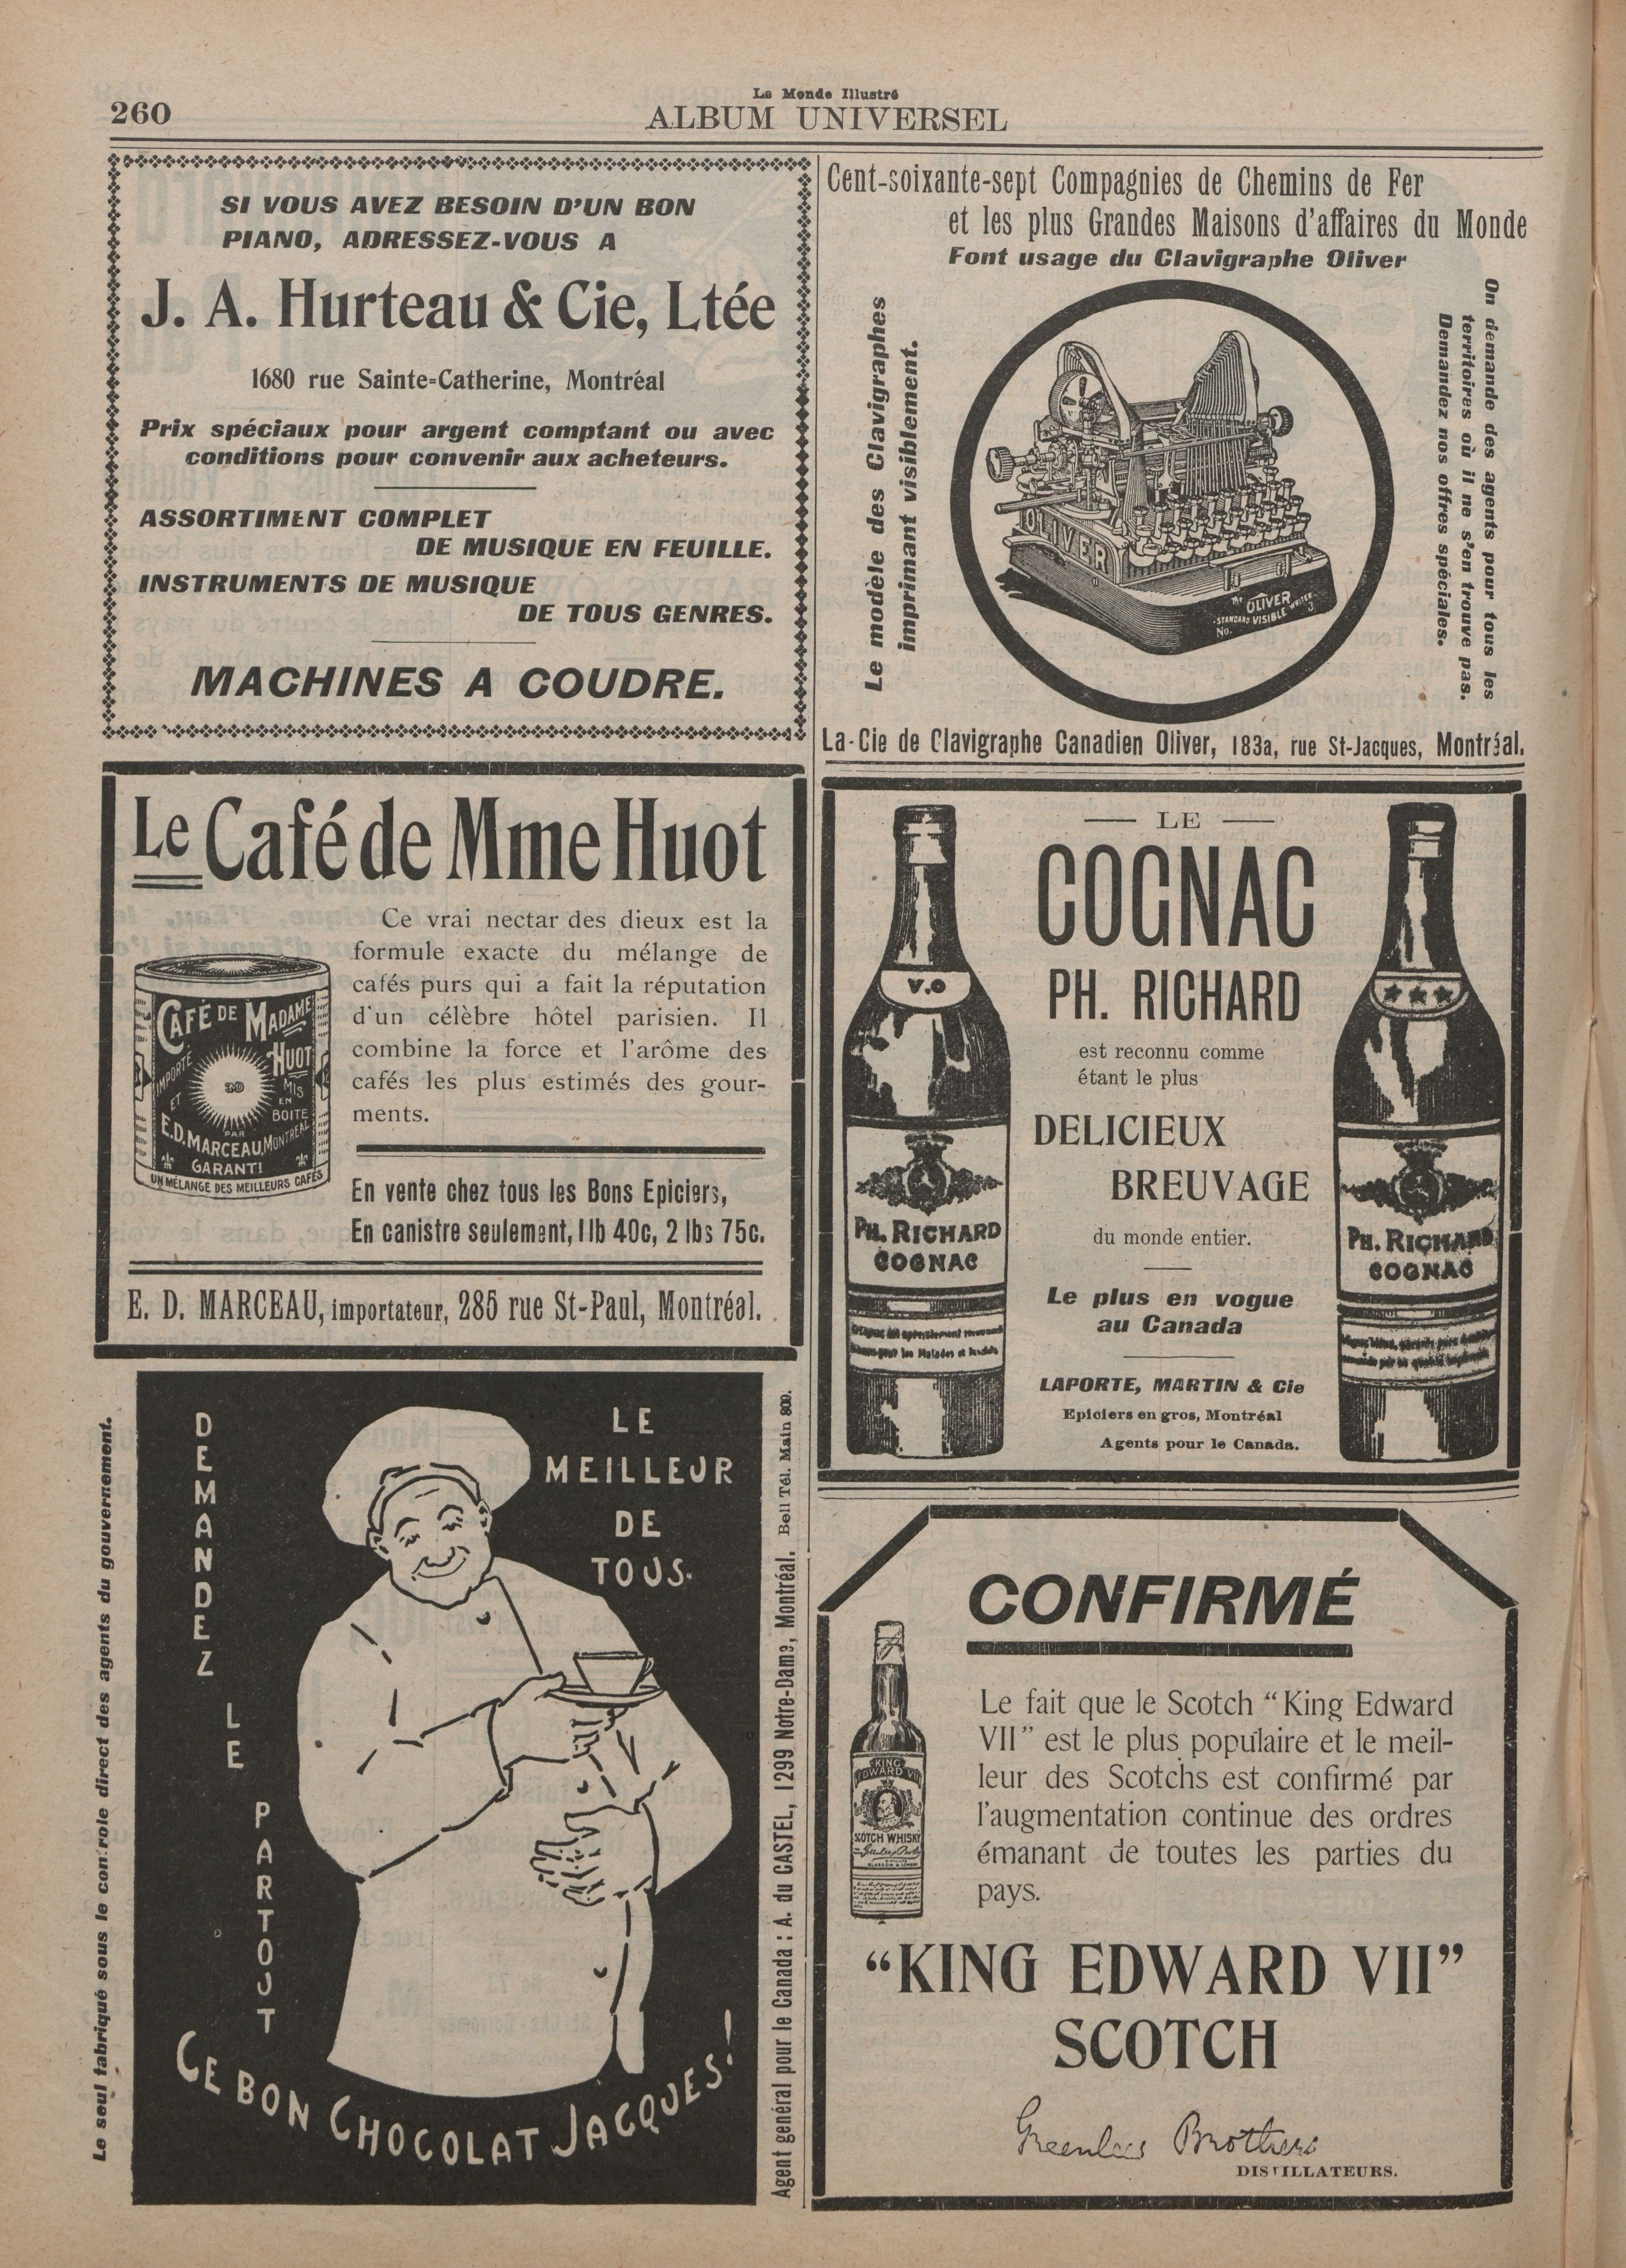 260
Le Monde Illustré
ALBUM UNIVERSEL
SI VOUS AVEZ BESOIN D'UN BON
PIANO, ADRESSEZ-VOUS A
J. A. Hurteau & Cie, Ltée
1680 rue Sainte-Catherine, Montréal
Prix spéciaux pour argent comptant ou avec
conditions pour convenir aux acheteurs.
ASSORTIMENT COMPLET
DE MUSIQUE EN FEUILLE.
INSTRUMENTS DE MUSIQUE
DE TOUS GENRES.
MACHINES A COUDRE.
Cent-soixante-sept Compagnies de Chemins de Fer
et les plus Grandes Maisons d'affaires du Monde
Font usage du Clavigraphe Oliver
Le modèle des Clavigraphes
imprimant visiblement.
OLIVER
The OLIVER
STANDARD VISIBLE WRITER
No. 3
On demande des agents pour tous les
territoires où il ne s'en trouve pas.
Demandez nos offres spéciales.
La Cie de Clavigraphe Canadien Oliver, 183a, rue St-Jacques, Montréal.
Le Café de Mme Huot
Ce vrai nectar des dieux est la
formule exacte du mélange de
cafés purs qui a fait la réputation
d'un célèbre hôtel parisien. Il
combine la force et l'arôme des
cafés les plus estimés des gour-
ments.
CAFÉ DE MADAME
HUOT
IMPORTÉ
ET
MIS
EN
BOITE
PAR
E.D. MARCEAU, MONTREAL
GARANTI
UN MÉLANGE DES MEILLEURS CAFÉS
En vente chez tous les Bons Epiciers,
En canistre seulement, 1 lb 40c, 2 lbs 75c.
E. D. MARCEAU, importateur, 285 rue St-Paul, Montréal.
LE
COGNAC
PH. RICHARD
est reconnu comme
étant le plus
DELICIEUX
BREUVAGE
du monde entier.
Le plus en vogue
au Canada
LAPORTE, MARTIN & Cie
Epiciers en gros, Montréal
Agents pour le Canada.
V.O
PH. RICHARD
COGNAC
PH. RICHARD
COGNAC
Le seul fabriqué sous le controle direct des agents du gouvernement.
DEMANDEZ
LE
PARTOUT
LE
MEILLEUR
DE
TOUS.
CE BON CHOCOLAT JACQUES!
Agent genéral pour le Canada : A. du CASTEL, 1299 Notre-Dame, Montréal. Bell Tél. Main 800.
CONFIRMÉ
Le fait que le Scotch "King Edward
VII" est le plus populaire et le meil-
leur des Scotchs est confirmé par
l'augmentation continue des ordres
émanant de toutes les parties du
pays.
KING
EDWARD VII
SCOTCH WHISKY
"KING EDWARD VII"
SCOTCH
Greenlees Brothers
DISTILLATEURS.